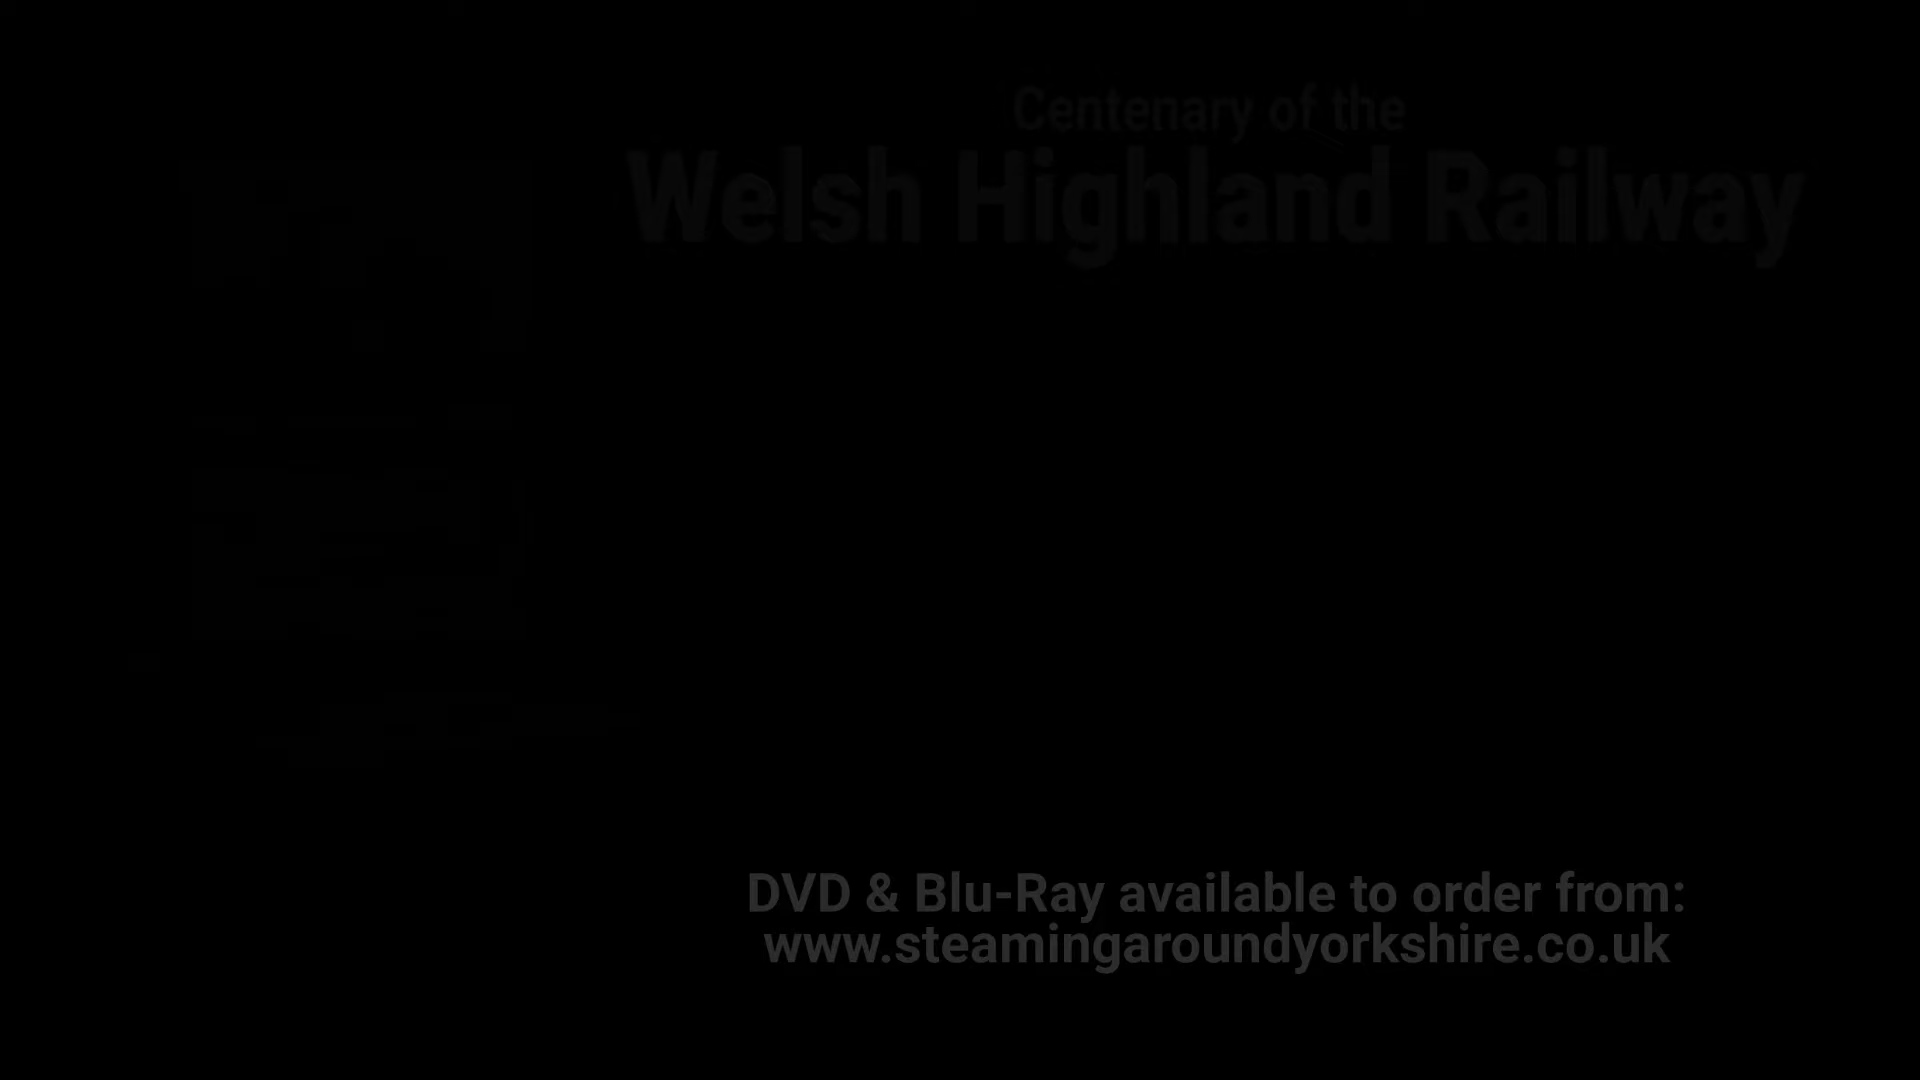 Centenary of the
Welsh Highland Railway
DVD & Blu-Ray available to order from:
www.steamingaroundyorkshire.co.uk